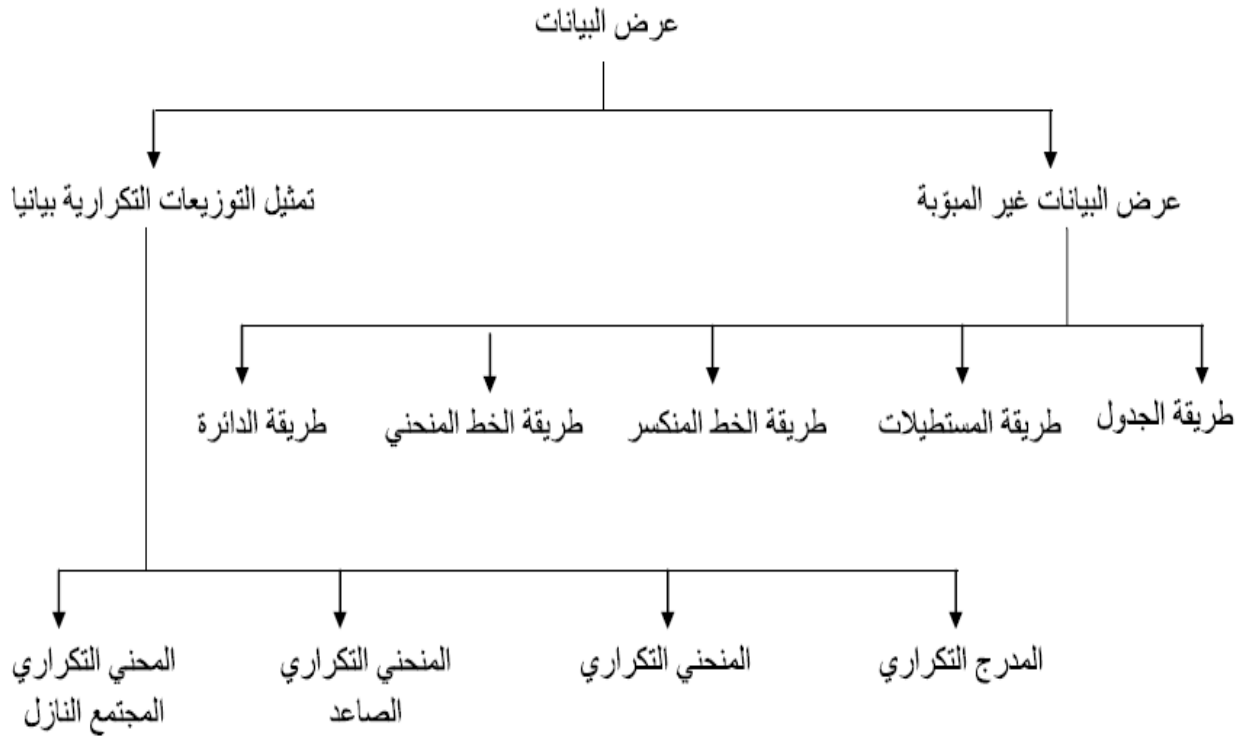 عرض البيانات
عرض البيانات غير المبوّبة
تمثيل التوزيعات التكرارية بيانيا
طريقة الجدول
طريقة المستطيلات
طريقة الخط المنكسر
طريقة الخط المنحني
طريقة الدائرة
المدرج التكراري
المنحني التكراري
المنحني التكراري
الصاعد
المحني التكراري
المجتمع النازل